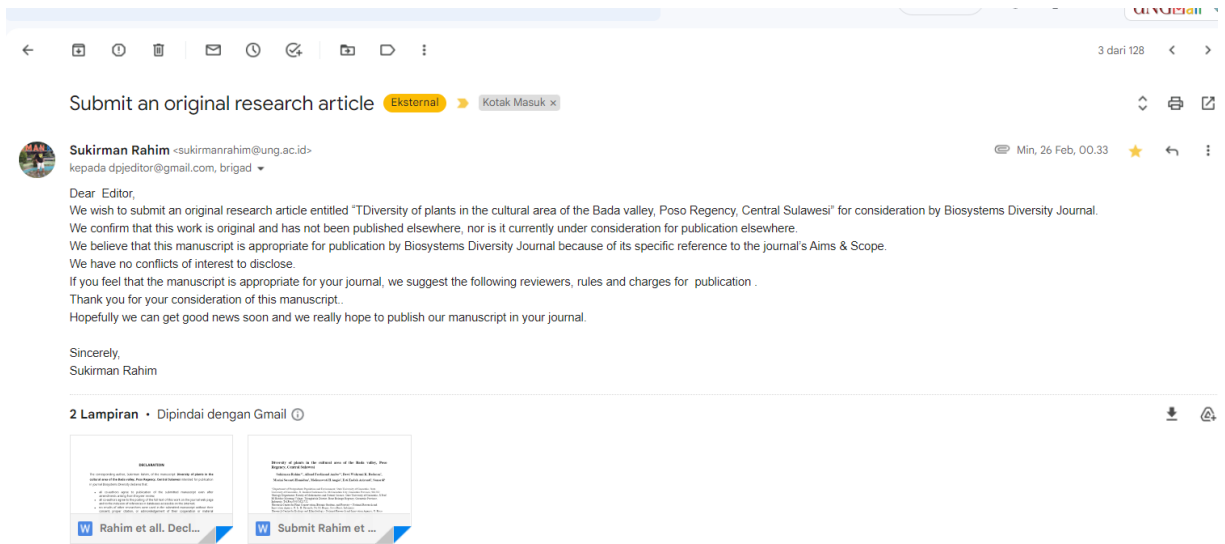 3 dari 128
Submit an original research article Eksternal Kotak Masuk ×
Sukirman Rahim <sukirmanrahim@ung.ac.id>
Min, 26 Feb, 00.33
kepada dpjeditor@gmail.com, brigad
Dear Editor,
We wish to submit an original research article entitled “TDiversity of plants in the cultural area of the Bada valley, Poso Regency, Central Sulawesi” for consideration by Biosystems Diversity Journal.
We confirm that this work is original and has not been published elsewhere, nor is it currently under consideration for publication elsewhere.
We believe that this manuscript is appropriate for publication by Biosystems Diversity Journal because of its specific reference to the journal’s Aims & Scope.
We have no conflicts of interest to disclose.
If you feel that the manuscript is appropriate for your journal, we suggest the following reviewers, rules and charges for publication .
Thank you for your consideration of this manuscript..
Hopefully we can get good news soon and we really hope to publish our manuscript in your journal.
Sincerely,
Sukirman Rahim
2 Lampiran • Dipindai dengan Gmail
DECLARATION
Diversity of plants in the cultural area of the Bada valley, Poso
Regency, Central Sulawesi
W Rahim et all. Decl...
W Submit Rahim et ...